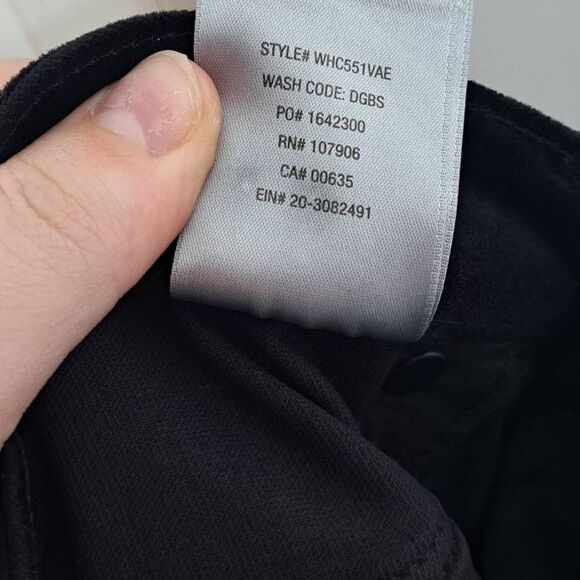 STYLE# WHC551VAE
WASH CODE: DGBS
PO# 1642300
RN# 107906
CA# 00635
EIN# 20-3082491